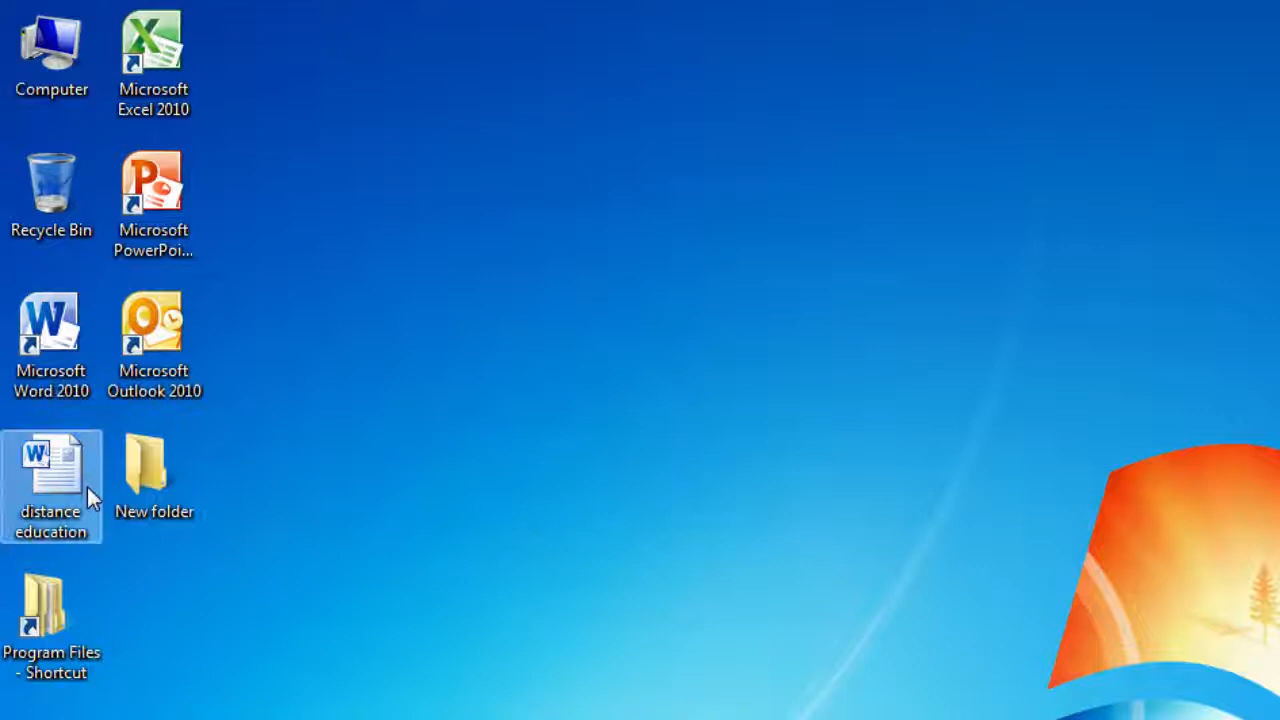 Computer
Microsoft
Excel 2010
Recycle Bin
Microsoft
PowerPoi...
Microsoft
Word 2010
Microsoft
Outlook 2010
distance
education
New folder
Program Files
- Shortcut